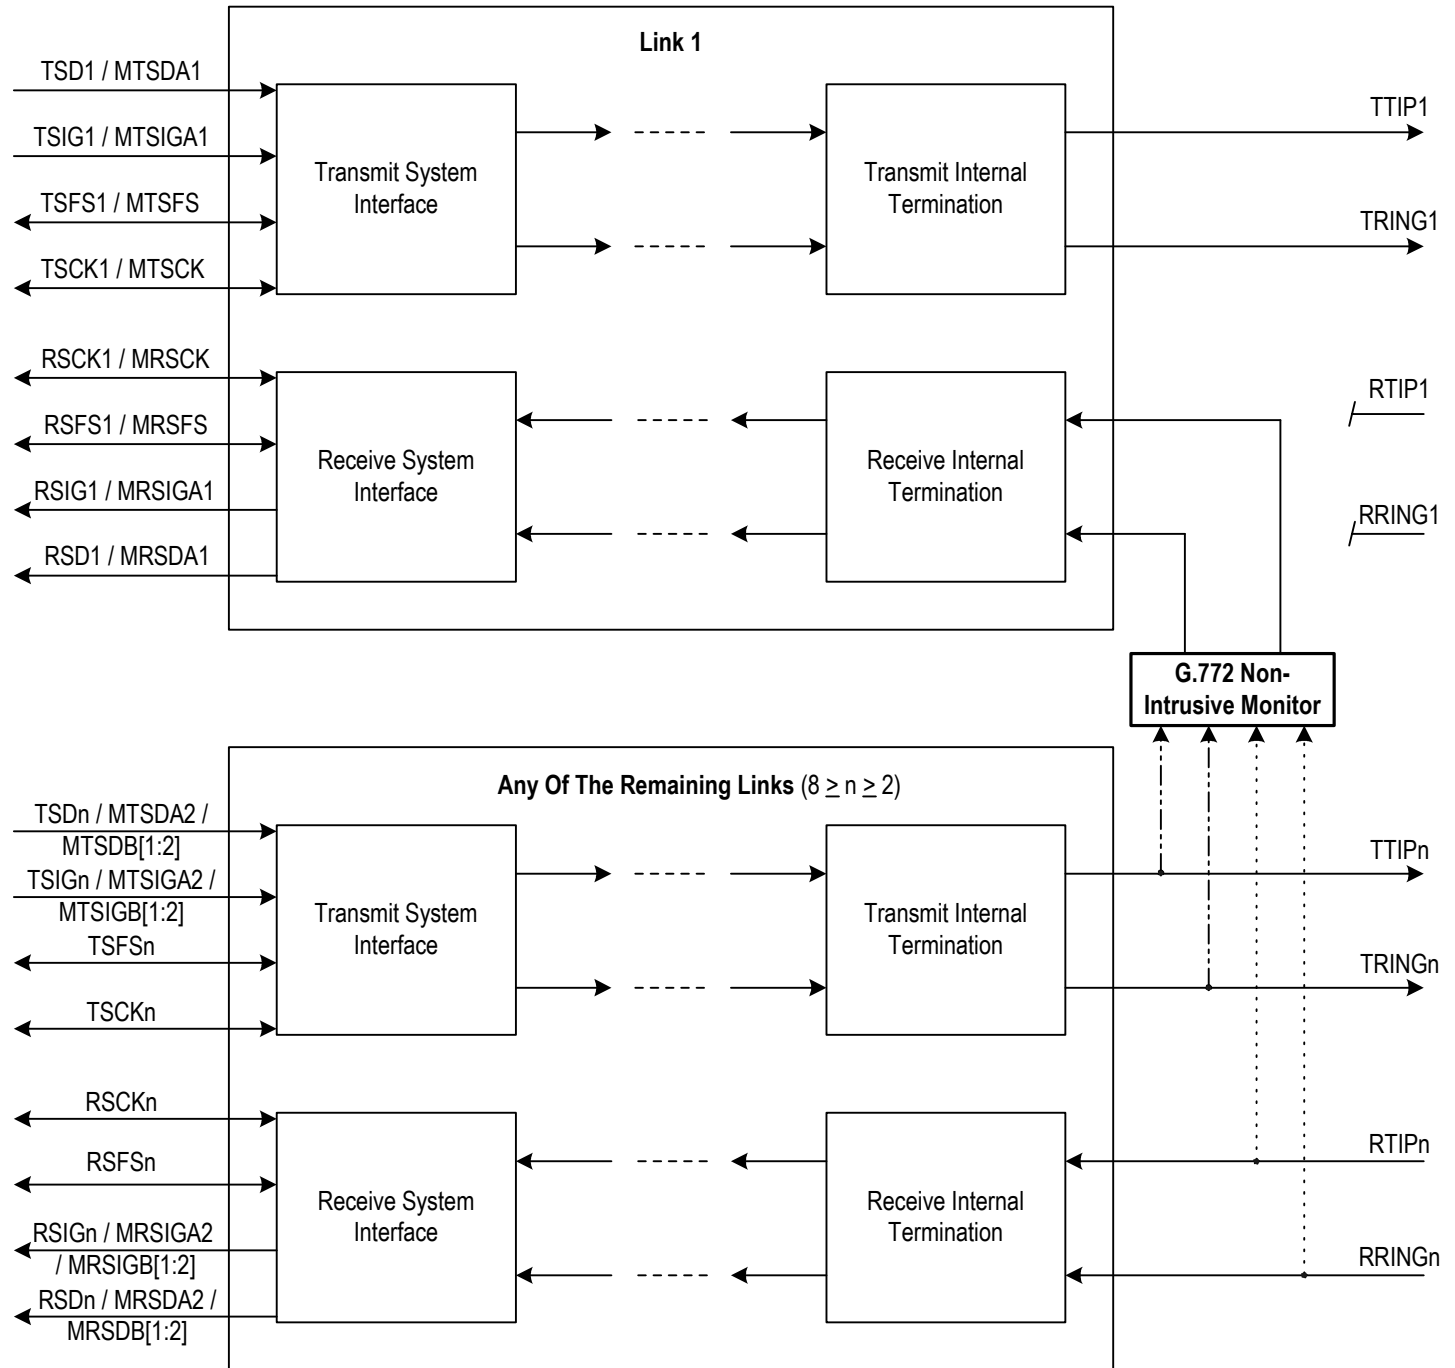 Link 1
TSD1 / MTSDA1
TSIG1 / MTSIGA1
TSFS1 / MTSFS
TSCK1 / MTSCK
Transmit System
Interface
Transmit Internal
Termination
TTIP1
TRING1
RSCK1 / MRSCK
RSFS1 / MRSFS
RSIG1 / MRSIGA1
RSD1 / MRSDA1
Receive System
Interface
Receive Internal
Termination
RTIP1
RRING1
G.772 Non-
Intrusive Monitor
Any Of The Remaining Links (8 ≥ n ≥ 2)
TSDn / MTSDA2 /
MTSDB[1:2]
TSIGn / MTSIGA2 /
MTSIGB[1:2]
TSFSn
TSCKn
Transmit System
Interface
Transmit Internal
Termination
TTIPn
TRINGn
RSCKn
RSFSn
RSIGn / MRSIGA2
/ MRSIGB[1:2]
RSDn / MRSDA2 /
MRSDB[1:2]
Receive System
Interface
Receive Internal
Termination
RTIPn
RRINGn